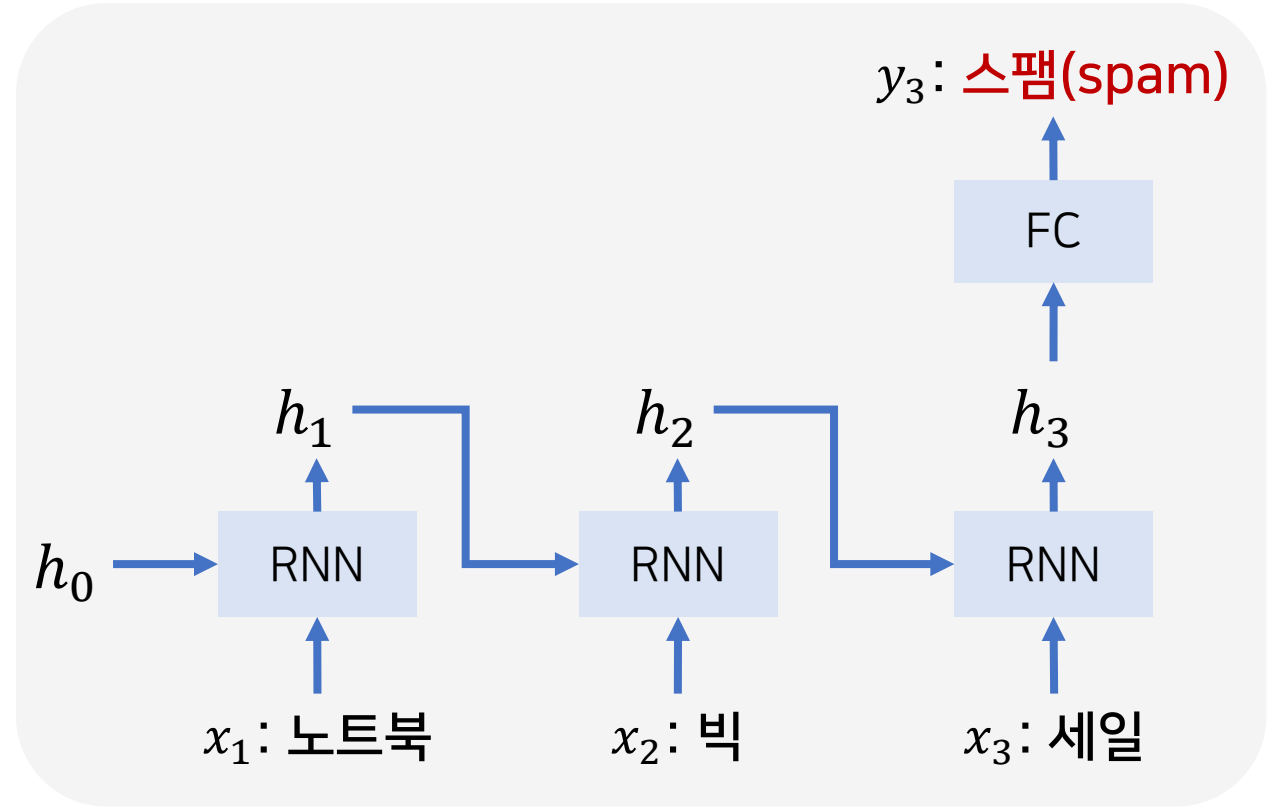 y₃: 스팸(spam)
FC
h₁ h₂ h₃
h₀ RNN RNN RNN
x₁: 노트북 x₂: 빅 x₃: 세일